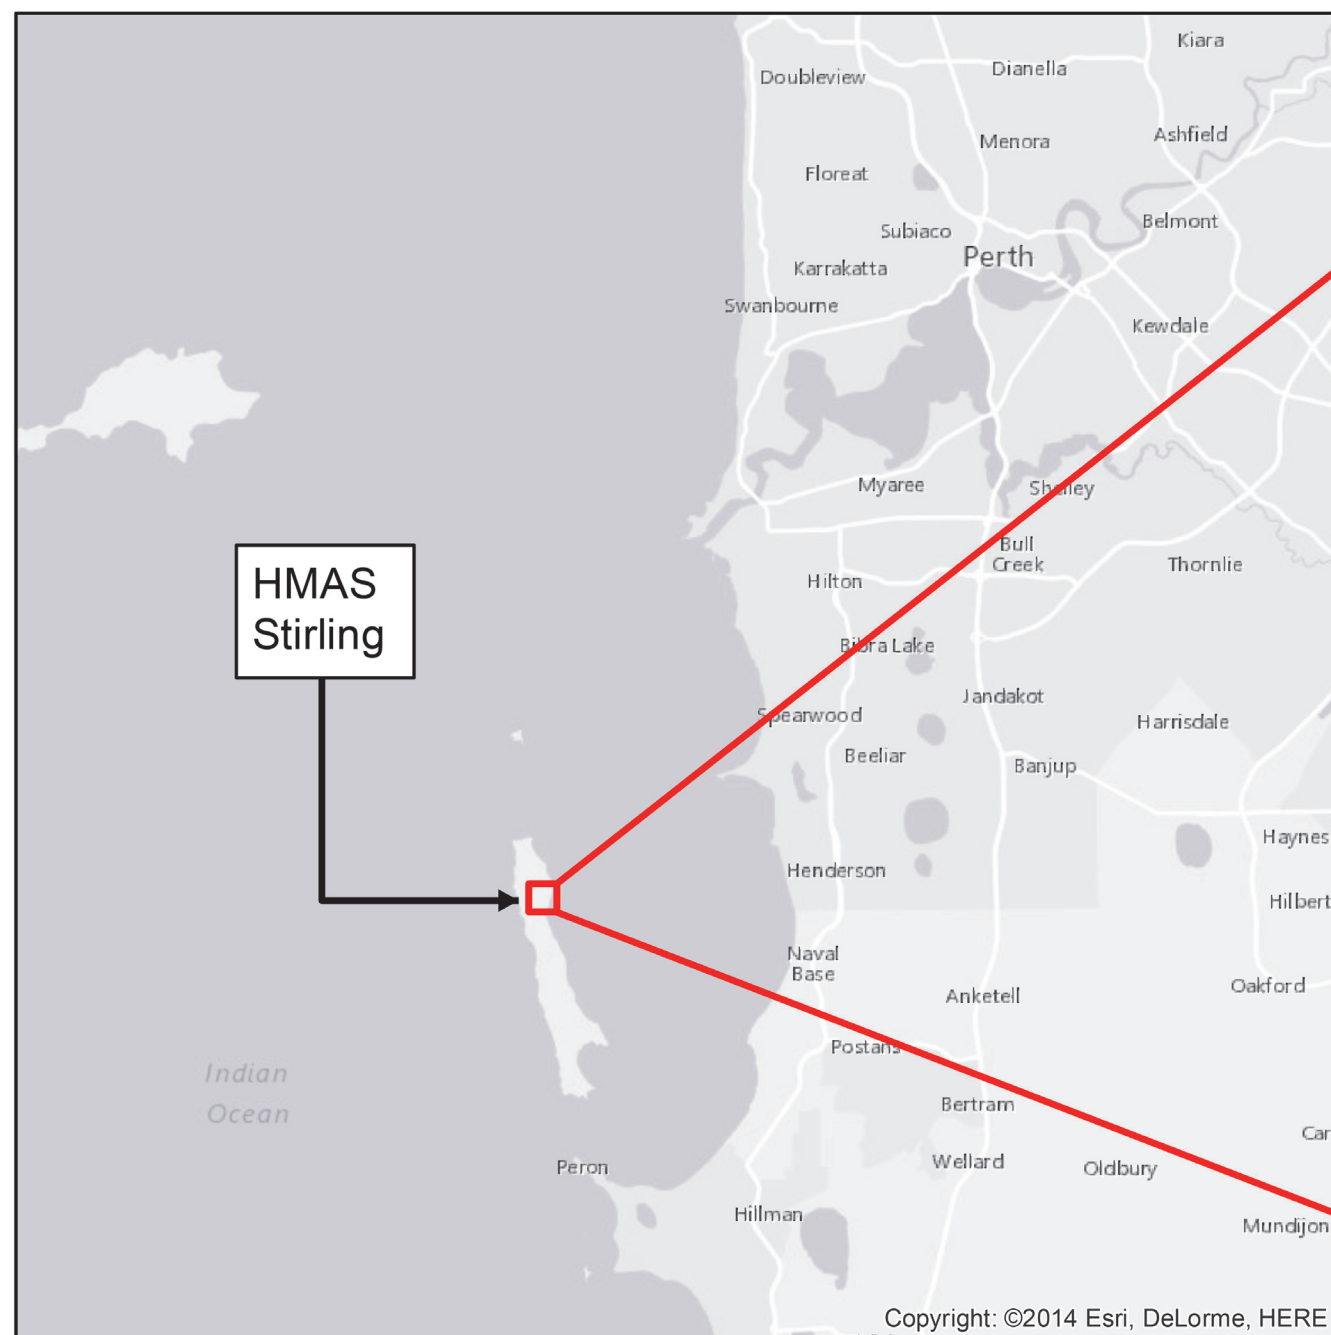 Kiara
Dianella
Doubleview
Ashfield
Menora
Floreat
Belmont
Subiaco
Perth
Karrakatta
Swanbourne
Kewdale
Myaree
Shelley
Bull
Creek
Thornlie
Hilton
HMAS
Stirling
Bibra Lake
Jandakot
Spearwood
Harrisdale
Beeliar
Banjup
Haynes
Henderson
Hilbert
Naval
Base
Oakford
Anketell
Postans
Indian
Ocean
Bertram
Car
Wellard
Peron
Oldbury
Hillman
Mundijon
Copyright: ©2014 Esri, DeLorme, HERE